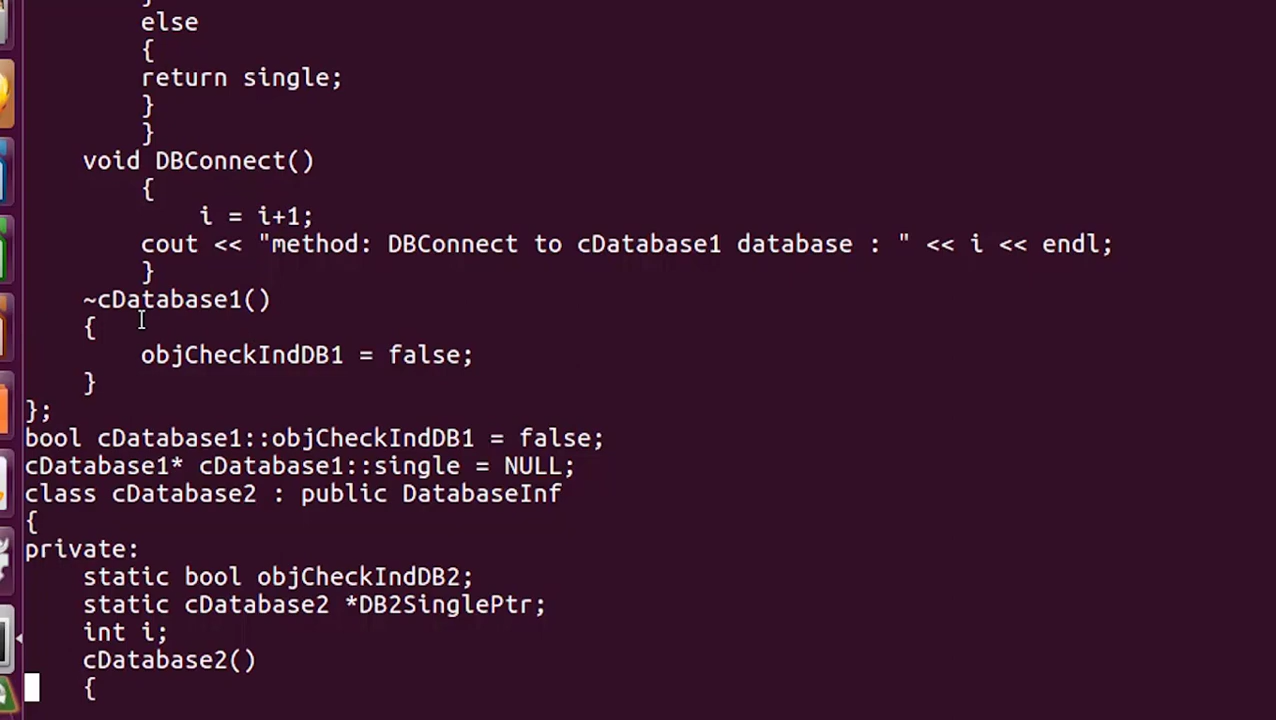 }
else
{
return single;
}
}
void DBConnect()
{
i = i+1;
cout << "method: DBConnect to cDatabase1 database : " << i << endl;
}
~cDatabase1()
{
objCheckIndDB1 = false;
}
};
bool cDatabase1::objCheckIndDB1 = false;
cDatabase1* cDatabase1::single = NULL;
class cDatabase2 : public DatabaseInf
{
private:
static bool objCheckIndDB2;
static cDatabase2 *DB2SinglePtr;
int i;
cDatabase2()
{